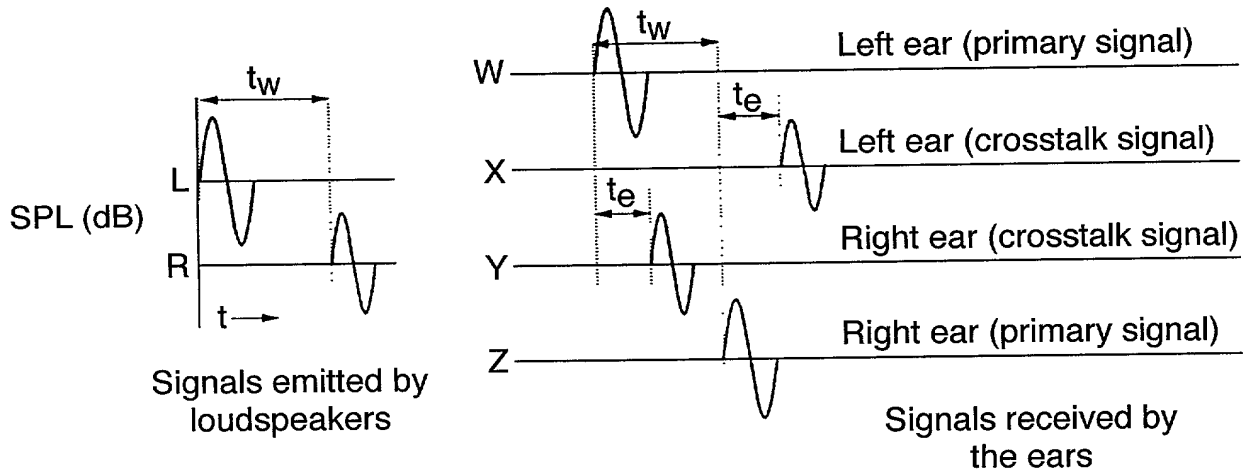 t_w
L
SPL (dB)
R
t
Signals emitted by
loudspeakers
t_w
W
Left ear (primary signal)
t_e
X
Left ear (crosstalk signal)
t_e
Y
Right ear (crosstalk signal)
Z
Right ear (primary signal)
Signals received by
the ears